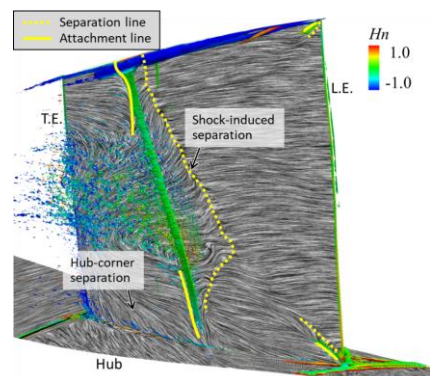 Separation line
Attachment line
Hn
1.0
-1.0
L.E.
T.E.
Shock-induced
separation
Hub-corner
separation
Hub